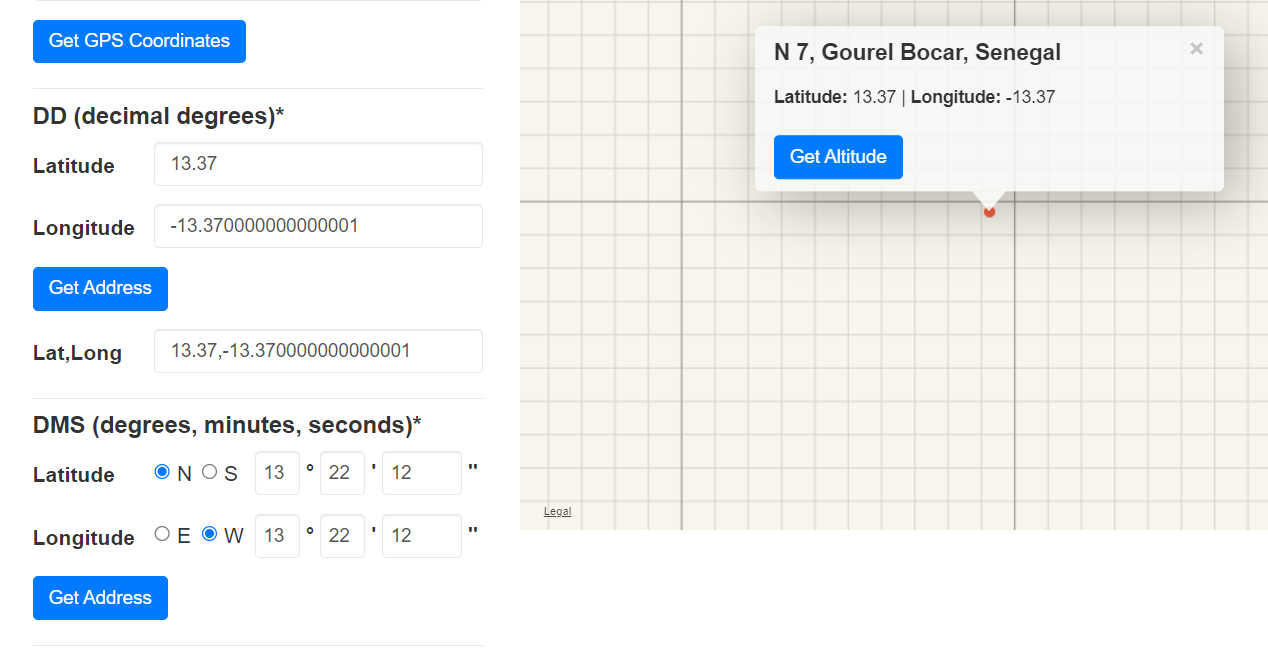 Get GPS Coordinates
DD (decimal degrees)*
Latitude 13.37
Longitude -13.370000000000001
Get Address
Lat,Long 13.37,-13.370000000000001
DMS (degrees, minutes, seconds)*
Latitude N S 13 ° 22 ' 12 ''
Longitude E W 13 ° 22 ' 12 ''
Get Address
N 7, Gourel Bocar, Senegal ×
Latitude: 13.37 | Longitude: -13.37
Get Altitude
Legal